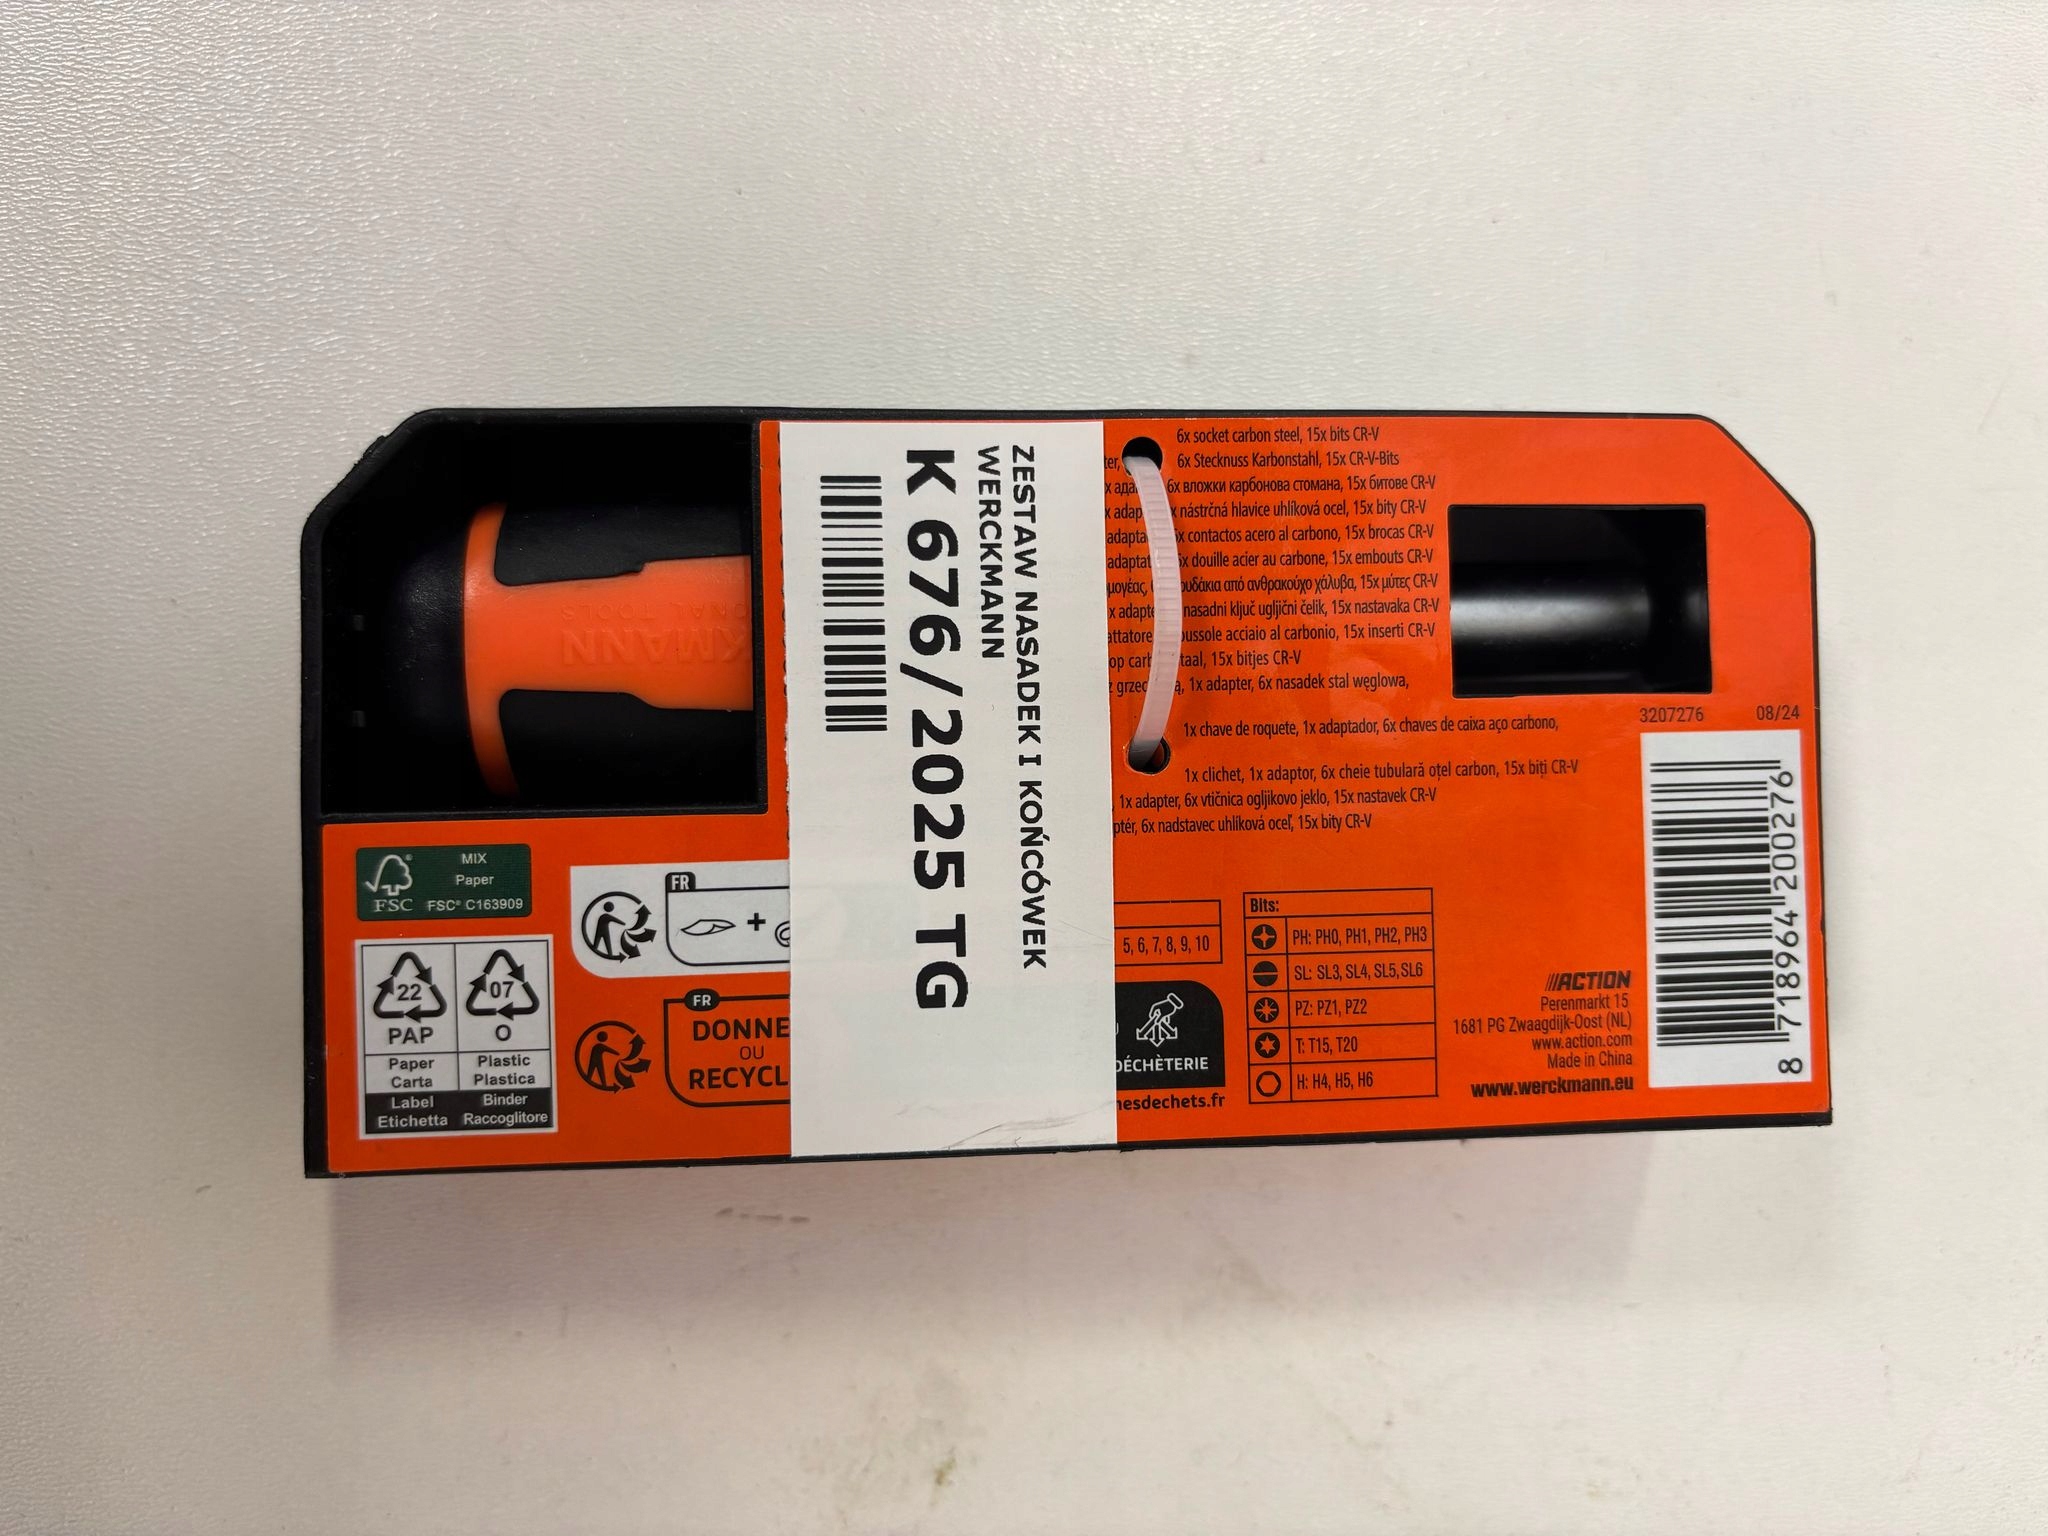 ZESTAW NASADEK I KOŃCÓWEK
WERCKMANN
K 676/2025 TG
6x socket carbon steel, 15x bits CR-V
6x Stecknuss Karbonstahl, 15x CR-V-Bits
6x вложки карбонова стомана, 15x битове CR-V
nástrčná hlavice uhlíková ocel, 15x bity CR-V
contactos acero al carbono, 15x brocas CR-V
douille acier au carbone, 15x embouts CR-V
από ανθρακούχο χάλυβα, 15x μύτες CR-V
nasadni ključ ugljični čelik, 15x nastavaka CR-V
acciaio al carbonio, 15x inserti CR-V
15x bitjes CR-V
1x adapter, 6x nasadek stal węglowa,
1x chave de roquete, 1x adaptador, 6x chaves de caixa aço carbono,
1x clichet, 1x adaptor, 6x cheie tubulară oțel carbon, 15x biți CR-V
1x adapter, 6x vtičnica ogljikovo jeklo, 15x nastavek CR-V
6x nadstavec uhlíková oceľ, 15x bity CR-V
3207276 08/24
8 718964 200276
MIX
Paper
FSC® C163909
FSC
22
PAP
Paper
Carta
Label
Etichetta
07
O
Plastic
Plastica
Binder
Raccoglitore
FR
+
FR
DONNE
OU
RECYCL
DÉCHÈTERIE
5, 6, 7, 8, 9, 10
Bits:
PH: PH0, PH1, PH2, PH3
SL: SL3, SL4, SL5, SL6
PZ: PZ1, PZ2
T: T15, T20
H: H4, H5, H6
ACTION
Perenmarkt 15
1681 PG Zwaagdijk-Oost (NL)
www.action.com
Made in China
www.werckmann.eu